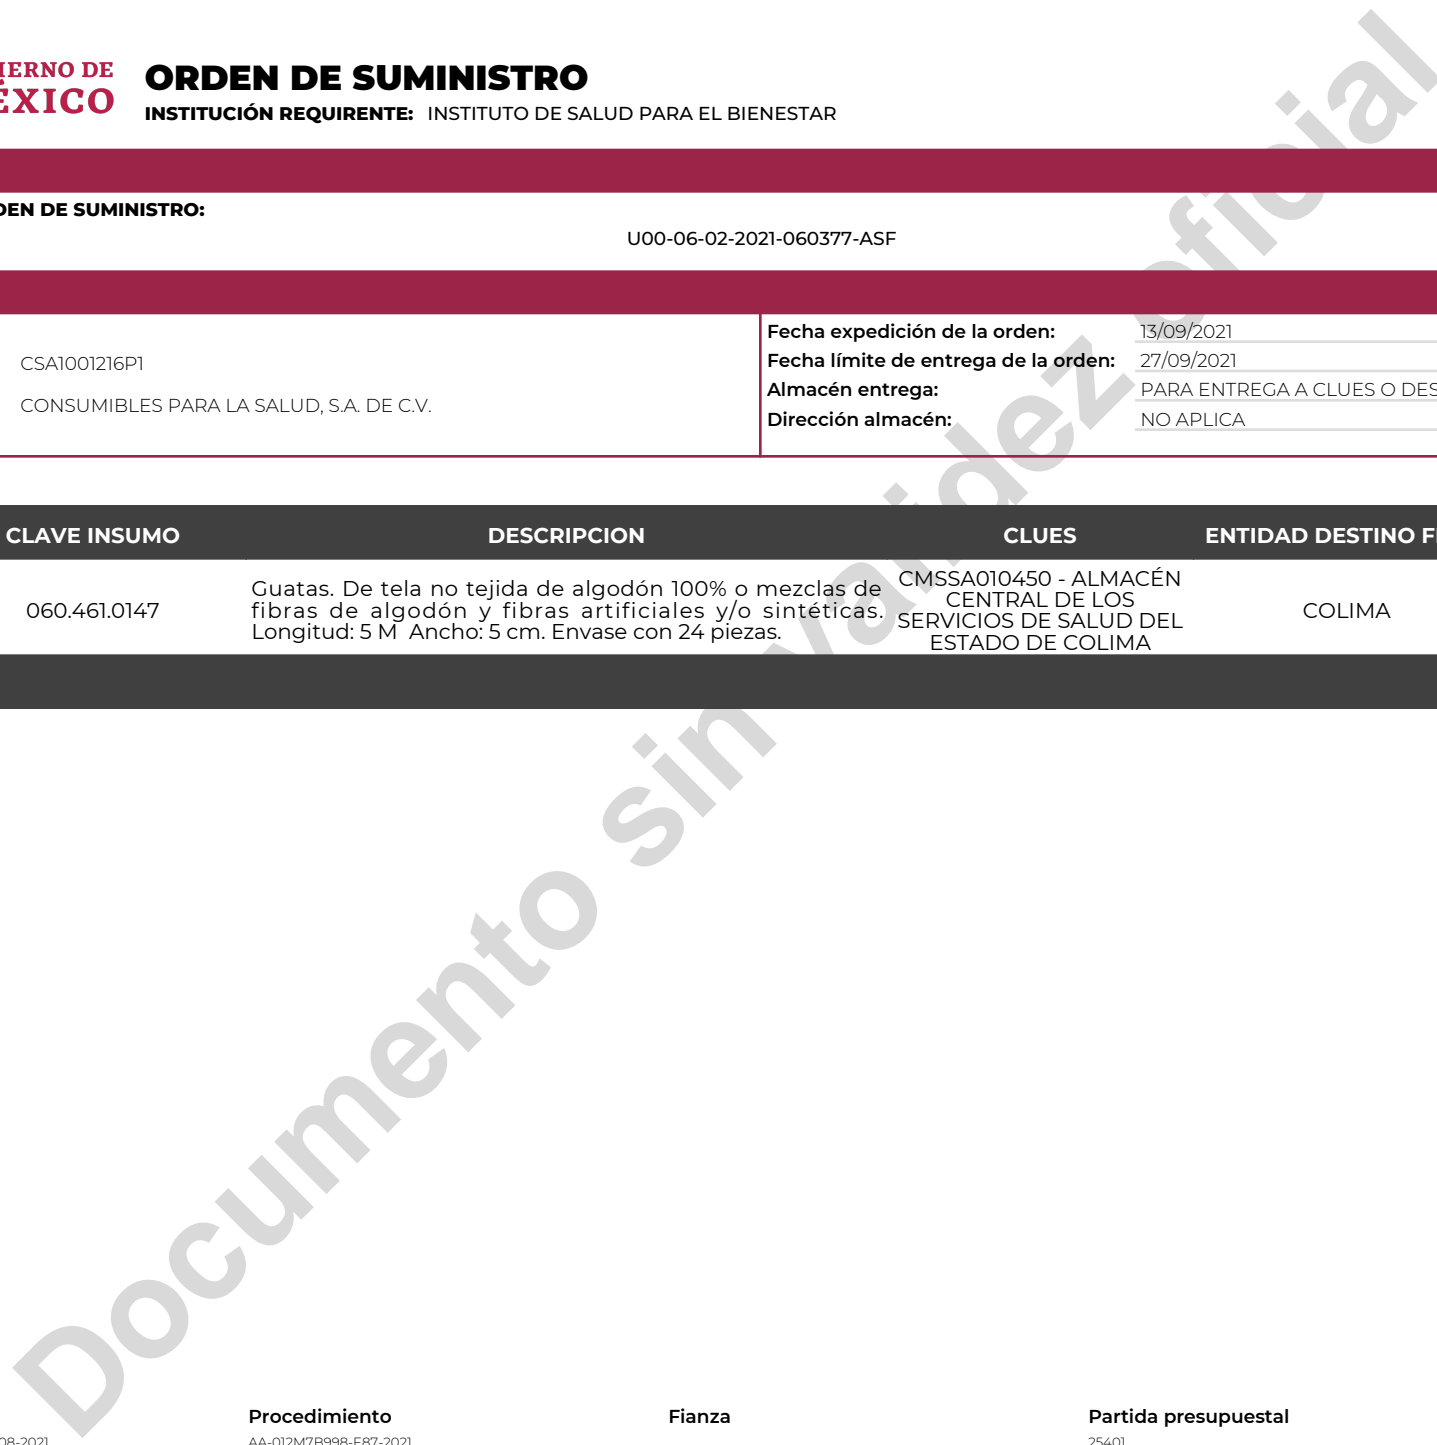 ORDEN DE SUMINISTRO
INSTITUCIÓN REQUIRENTE: INSTITUTO DE SALUD PARA EL BIENESTAR
DE SUMINISTRO:
U00-06-02-2021-060377-ASF
CSA1001216P1
CONSUMIBLES PARA LA SALUD, S.A. DE C.V.
Fecha expedición de la orden: 13/09/2021
Fecha límite de entrega de la orden: 27/09/2021
Almacén entrega: PARA ENTREGA A CLUES O
Dirección almacén: NO APLICA
CLAVE INSUMO DESCRIPCION CLUES ENTIDAD DESTINO
060.461.0147
Guatas. De tela no tejida de algodón 100% o mezclas de
fibras de algodón y fibras artificiales y/o sintéticas.
Longitud: 5 M Ancho: 5 cm. Envase con 24 piezas.
CMSSA010450 - ALMACÉN
CENTRAL DE LOS
SERVICIOS DE SALUD DEL
ESTADO DE COLIMA
COLIMA
Documento sin validez oficial
Procedimiento Fianza Partida presupuestal
AA-012M7B998-E87-2021 25401